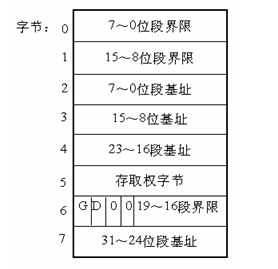 字节： 0 7～0位段界限
1 15～8位段界限
2 7～0位段基址
3 15～8位基址
4 23～16段基址
5 存取权字节
6 G D 0 0 19～16段界限
7 31～24位段基址